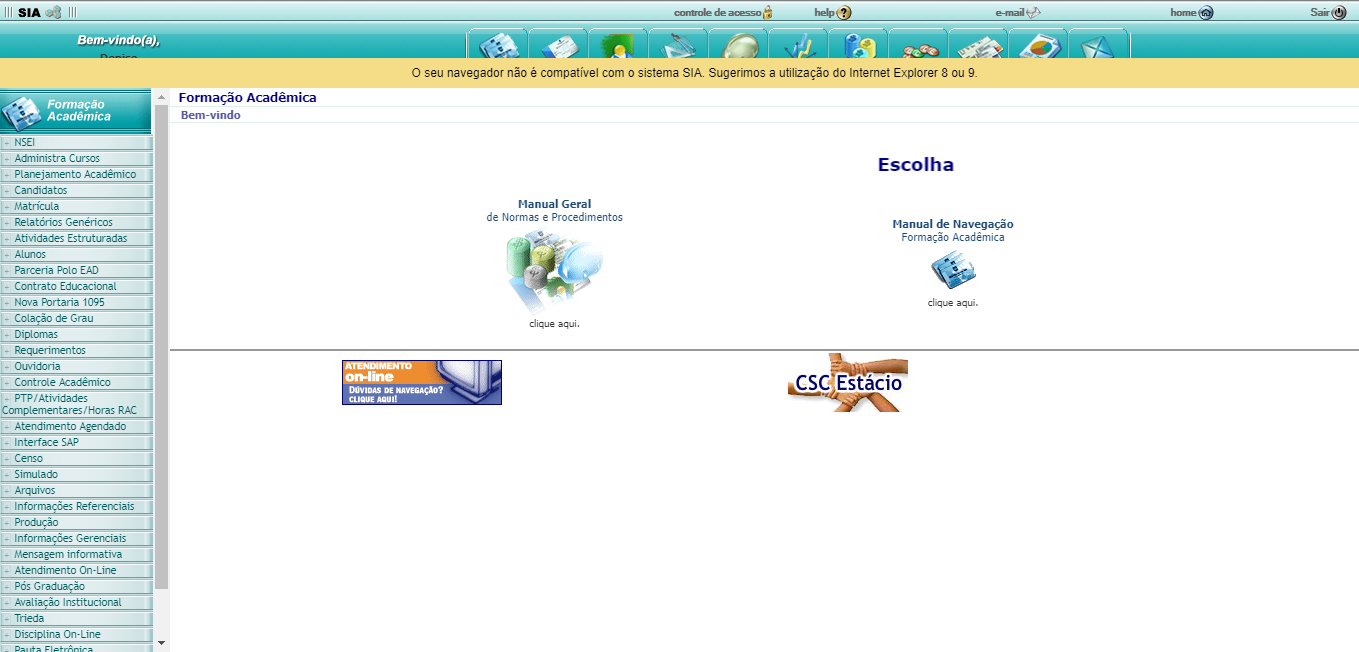 SIA
controle de acesso
help
e-mail
home
Sair
Bem-vindo(a),
Denise
O seu navegador não é compatível com o sistema SIA. Sugerimos a utilização do Internet Explorer 8 ou 9.
Formação
Acadêmica
NSEI
Administra Cursos
Planejamento Acadêmico
Candidatos
Matrícula
Relatórios Genéricos
Atividades Estruturadas
Alunos
Parceria Polo EAD
Contrato Educacional
Nova Portaria 1095
Colação de Grau
Diplomas
Requerimentos
Ouvidoria
Controle Acadêmico
PTP/Atividades
Complementares/Horas RAC
Atendimento Agendado
Interface SAP
Censo
Simulado
Arquivos
Informações Referenciais
Produção
Informações Gerenciais
Mensagem informativa
Atendimento On-Line
Pós Graduação
Avaliação Institucional
Trieda
Disciplina On-Line
Pauta Eletrônica
Formação Acadêmica
Bem-vindo
Escolha
Manual Geral
de Normas e Procedimentos
clique aqui.
Manual de Navegação
Formação Acadêmica
clique aqui.
ATENDIMENTO
on-line
DÚVIDAS DE NAVEGAÇÃO?
CLIQUE AQUI!
CSC Estácio